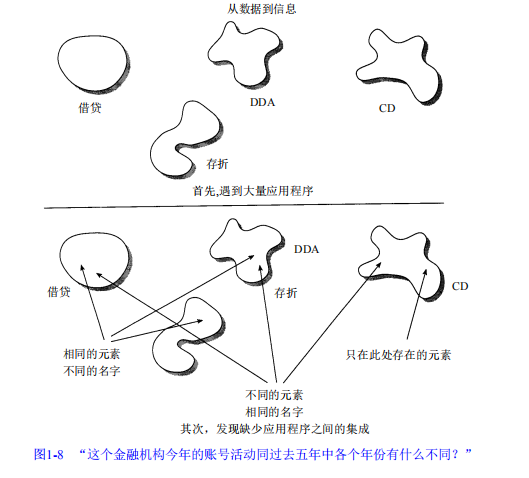 从数据到信息
借贷
DDA
CD
存折
首先,遇到大量应用程序
借贷
DDA
存折
CD
相同的元素
不同的名字
只在此处存在的元素
不同的元素
相同的名字
其次，发现缺少应用程序之间的集成
图1-8 “这个金融机构今年的账号活动同过去五年中各个年份有什么不同？”